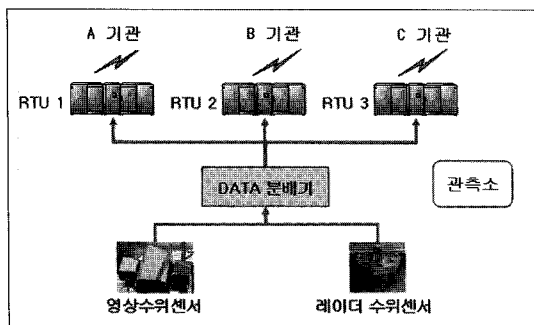 A 기관 B 기관 C 기관
RTU 1 RTU 2 RTU 3
DATA 분배기
관측소
영상수위센서 레이더 수위센서